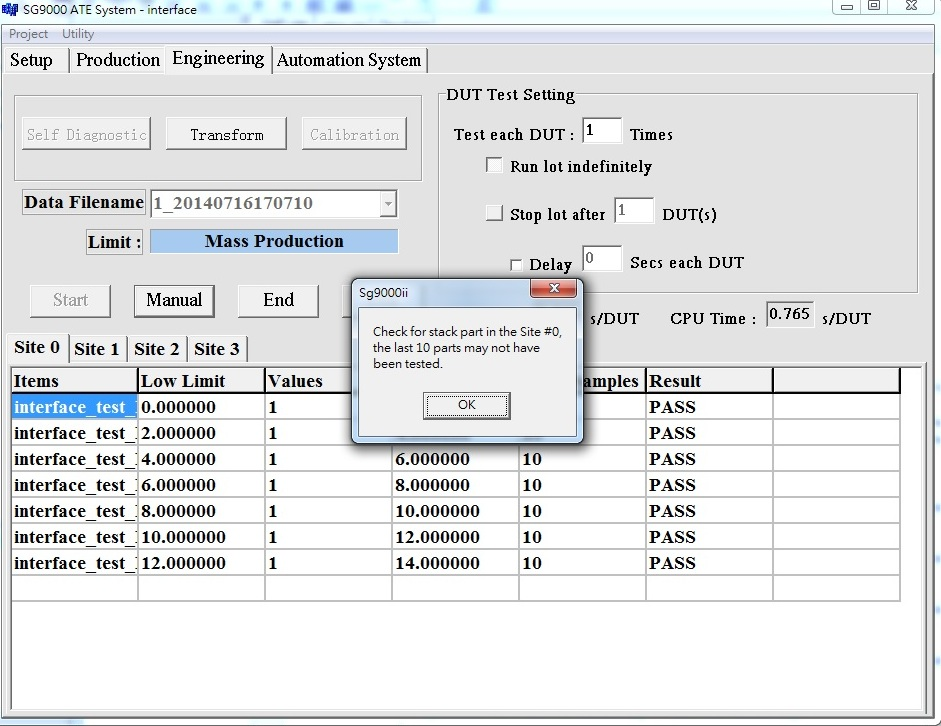 SG9000 ATE System - interface
Project Utility
Setup Production Engineering Automation System
Self Diagnostic Transform Calibration
Data Filename 1_20140716170710
Limit : Mass Production
Start Manual End
DUT Test Setting
Test each DUT : 1 Times
Run lot indefinitely
Stop lot after 1 DUT(s)
Delay 0 Secs each DUT
s/DUT CPU Time : 0.765 s/DUT
Sg9000ii
Check for stack part in the Site #0,
the last 10 parts may not have
been tested.
OK
Site 0 Site 1 Site 2 Site 3
Items Low Limit Values amples Result
interface_test_ 0.000000 1 PASS
interface_test_ 2.000000 1 PASS
interface_test_ 4.000000 1 6.000000 10 PASS
interface_test_ 6.000000 1 8.000000 10 PASS
interface_test_ 8.000000 1 10.000000 10 PASS
interface_test_ 10.000000 1 12.000000 10 PASS
interface_test_ 12.000000 1 14.000000 10 PASS